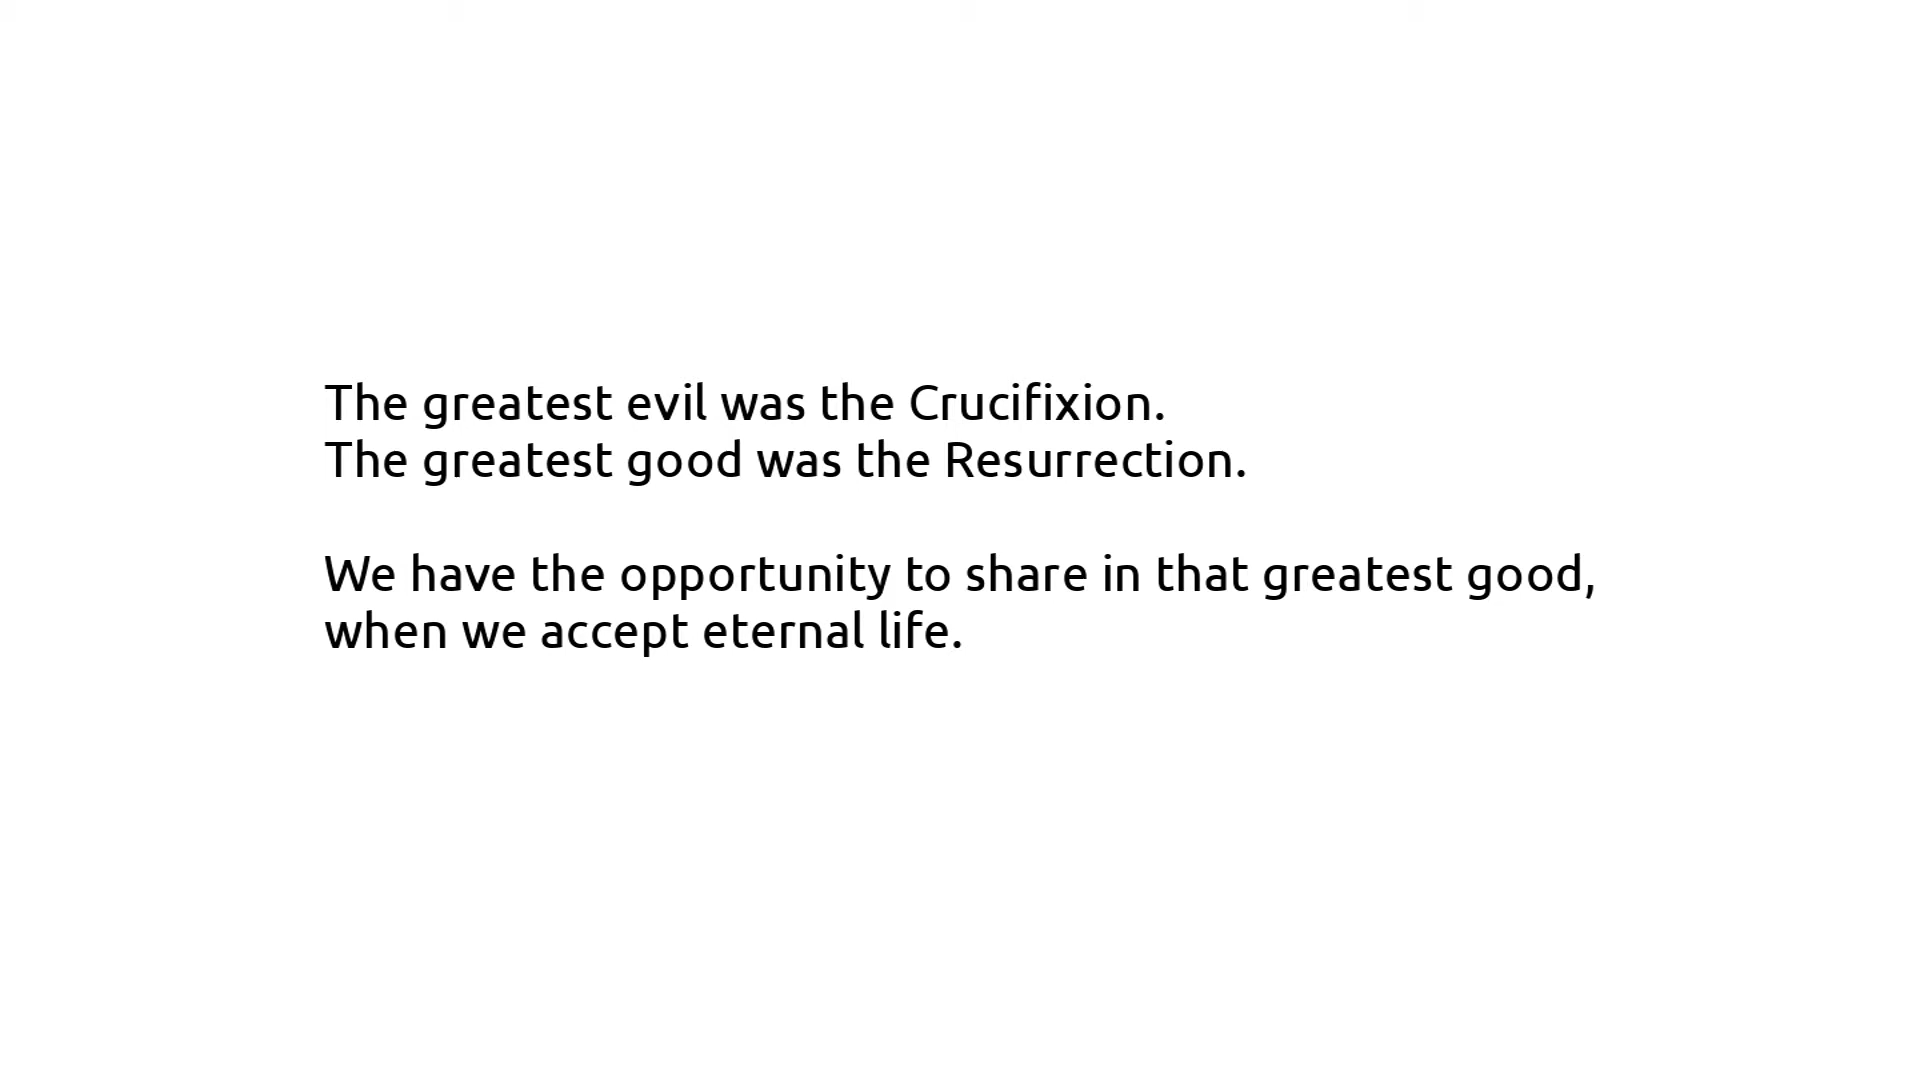 The greatest evil was the Crucifixion.
The greatest good was the Resurrection.
We have the opportunity to share in that greatest good,
when we accept eternal life.